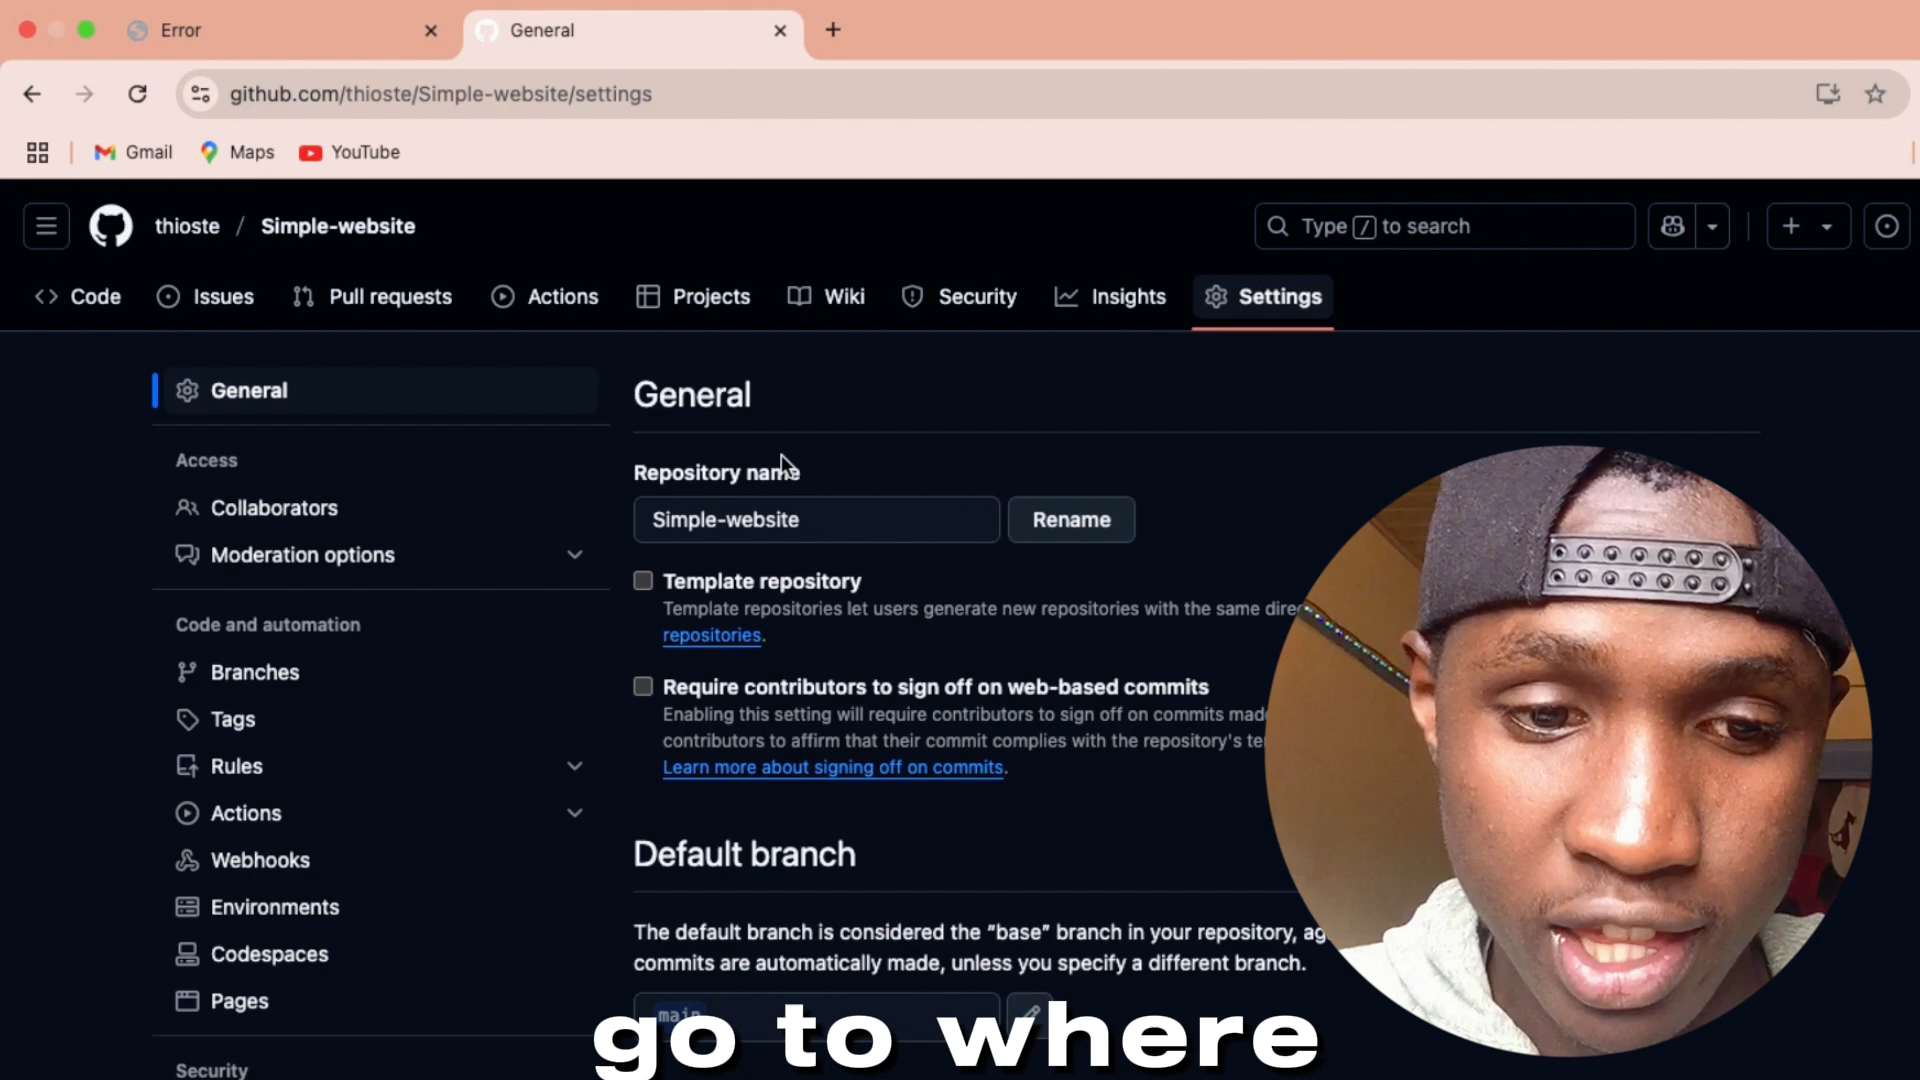 Error
General
github.com/thioste/Simple-website/settings
Gmail
Maps
YouTube
thioste / Simple-website
Type / to search
Code
Issues
Pull requests
Actions
Projects
Wiki
Security
Insights
Settings
General
Access
Collaborators
Moderation options
Code and automation
Branches
Tags
Rules
Actions
Webhooks
Environments
Codespaces
Pages
Security
General
Repository name
Simple-website
Rename
Template repository
Template repositories let users generate new repositories with the same
repositories.
Require contributors to sign off on web-based commits
Enabling this setting will require contributors to sign off on commits made
contributors to affirm that their commit complies with the repository's
Learn more about signing off on commits.
Default branch
The default branch is considered the “base” branch in your repository,
commits are automatically made, unless you specify a different branch.
main
go to where